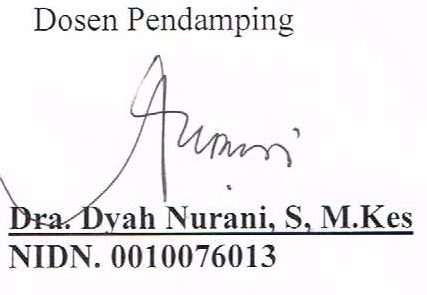 Dosen Pendamping
Dra. Dyah Nurani, S, M.Kes
NIDN. 0010076013